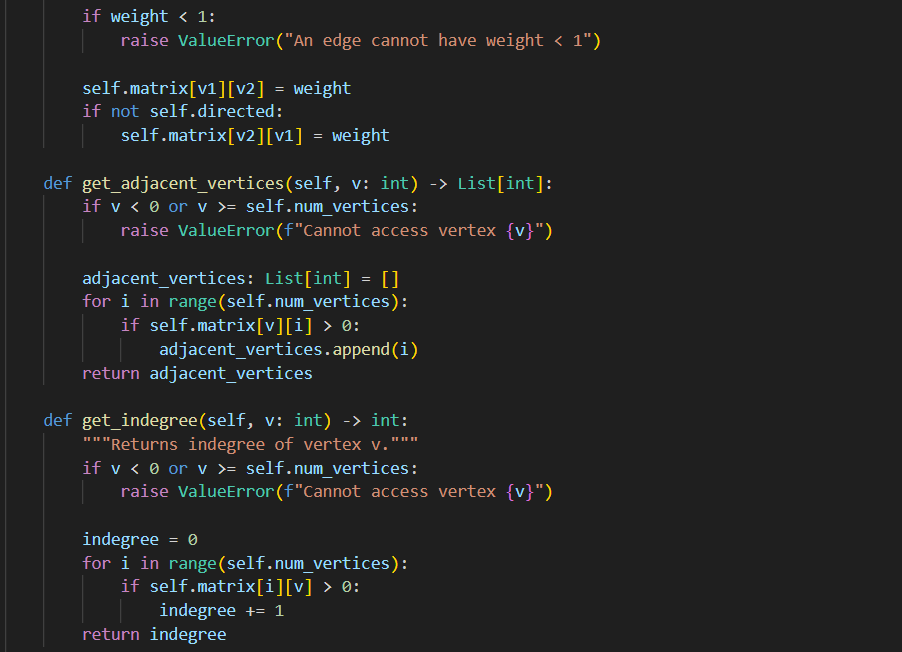 if weight < 1:
raise ValueError("An edge cannot have weight < 1")
self.matrix[v1][v2] = weight
if not self.directed:
self.matrix[v2][v1] = weight
def get_adjacent_vertices(self, v: int) -> List[int]:
if v < 0 or v >= self.num_vertices:
raise ValueError(f"Cannot access vertex {v}")
adjacent_vertices: List[int] = []
for i in range(self.num_vertices):
if self.matrix[v][i] > 0:
adjacent_vertices.append(i)
return adjacent_vertices
def get_indegree(self, v: int) -> int:
"""Returns indegree of vertex v."""
if v < 0 or v >= self.num_vertices:
raise ValueError(f"Cannot access vertex {v}")
indegree = 0
for i in range(self.num_vertices):
if self.matrix[i][v] > 0:
indegree += 1
return indegree